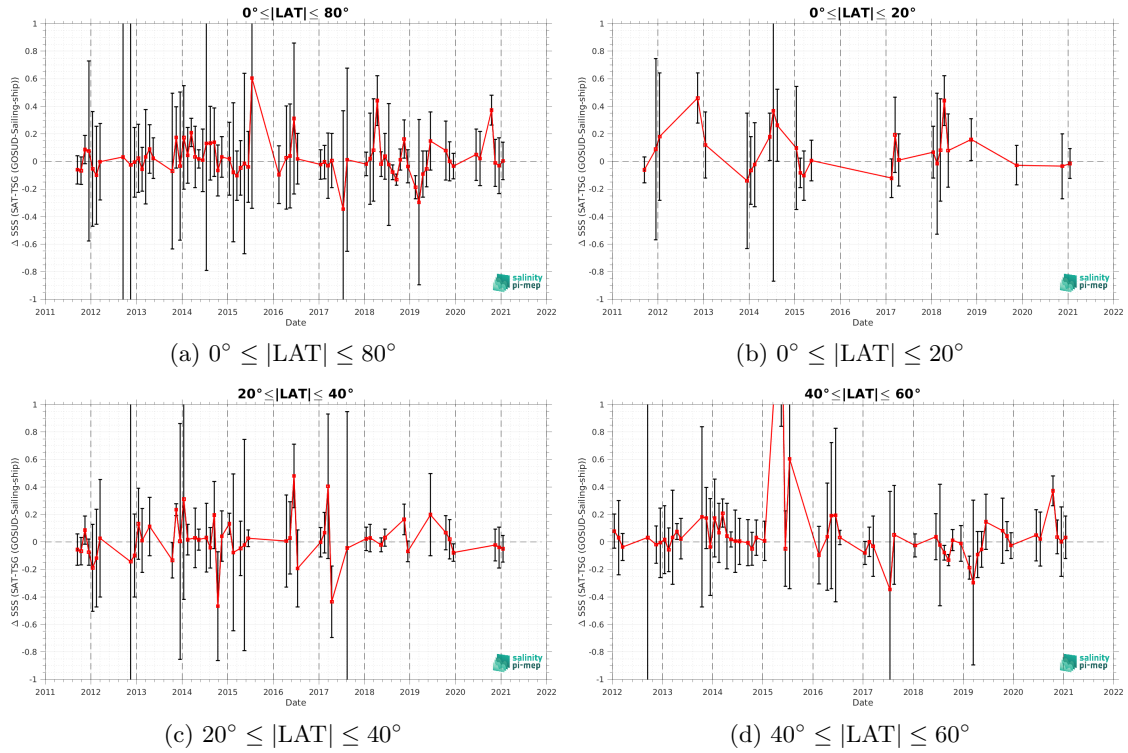 0°≤|LAT|≤ 80°
1
0.8
0.6
0.4
0.2
0
-0.2
-0.4
-0.6
-0.8
-1
Δ SSS (SAT-TSG (GOSUD-Sailing-ship))
2011 2012 2013 2014 2015 2016 2017 2018 2019 2020 2021 2022
Date
salinity
pi-mep
(a) 0° ≤ |LAT| ≤ 80°
0°≤|LAT|≤ 20°
1
0.8
0.6
0.4
0.2
0
-0.2
-0.4
-0.6
-0.8
-1
Δ SSS (SAT-TSG (GOSUD-Sailing-ship))
2011 2012 2013 2014 2015 2016 2017 2018 2019 2020 2021 2022
Date
salinity
pi-mep
(b) 0° ≤ |LAT| ≤ 20°
20°≤|LAT|≤ 40°
1
0.8
0.6
0.4
0.2
0
-0.2
-0.4
-0.6
-0.8
-1
Δ SSS (SAT-TSG (GOSUD-Sailing-ship))
2011 2012 2013 2014 2015 2016 2017 2018 2019 2020 2021 2022
Date
salinity
pi-mep
(c) 20° ≤ |LAT| ≤ 40°
40°≤|LAT|≤ 60°
1
0.8
0.6
0.4
0.2
0
-0.2
-0.4
-0.6
-0.8
-1
Δ SSS (SAT-TSG (GOSUD-Sailing-ship))
2012 2013 2014 2015 2016 2017 2018 2019 2020 2021 2022
Date
salinity
pi-mep
(d) 40° ≤ |LAT| ≤ 60°